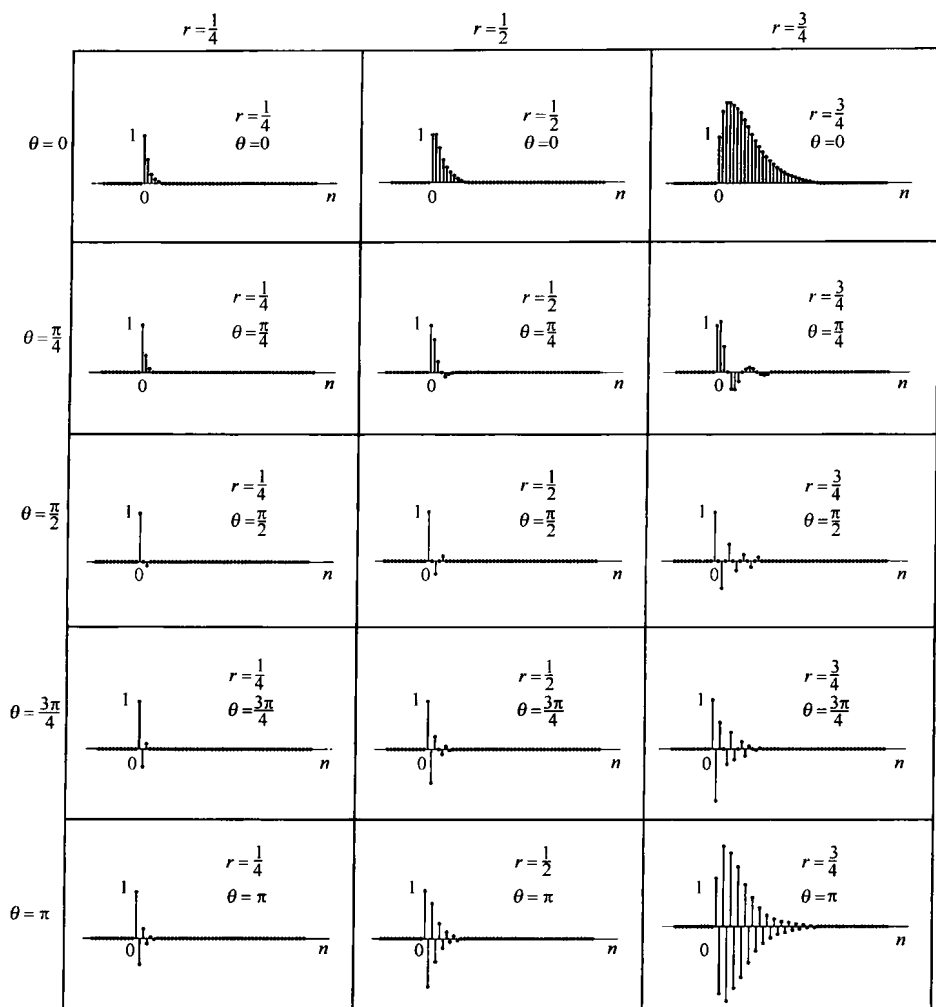 r = 1/4 r = 1/2 r = 3/4
θ = 0
r = 1/4
θ = 0
1
0
n
r = 1/2
θ = 0
1
0
n
r = 3/4
θ = 0
1
0
n
θ = π/4
r = 1/4
θ = π/4
1
0
n
r = 1/2
θ = π/4
1
0
n
r = 3/4
θ = π/4
1
0
n
θ = π/2
r = 1/4
θ = π/2
1
0
n
r = 1/2
θ = π/2
1
0
n
r = 3/4
θ = π/2
1
0
n
θ = 3π/4
r = 1/4
θ = 3π/4
1
0
n
r = 1/2
θ = 3π/4
1
0
n
r = 3/4
θ = 3π/4
1
0
n
θ = π
r = 1/4
θ = π
1
0
n
r = 1/2
θ = π
1
0
n
r = 3/4
θ = π
1
0
n